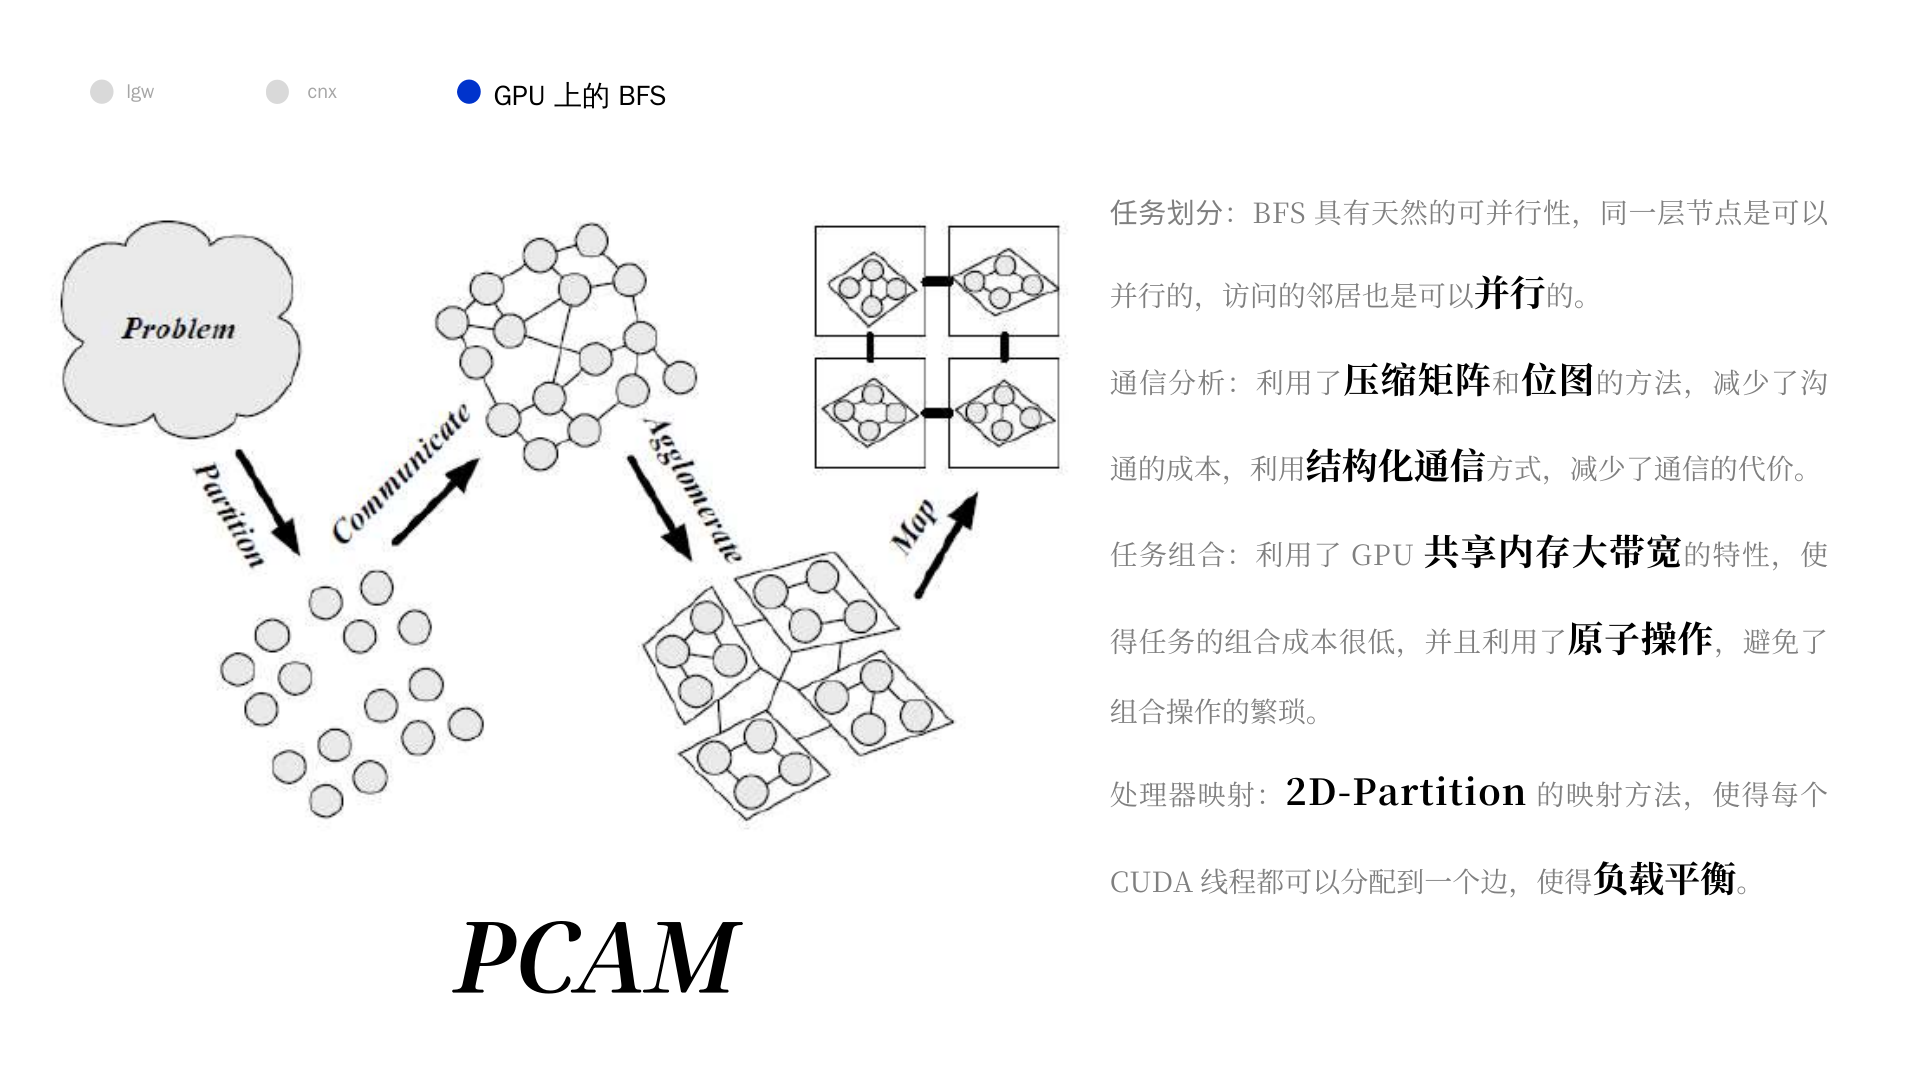 lgw
cnx
GPU 上的 BFS
Problem
Partition
Communicate
Agglomerate
Map
PCAM
任务划分：BFS 具有天然的可并行性，同一层节点是可以
并行的，访问的邻居也是可以并行的。
通信分析：利用了压缩矩阵和位图的方法，减少了沟
通的成本，利用结构化通信方式，减少了通信的代价。
任务组合：利用了 GPU 共享内存大带宽的特性，使
得任务的组合成本很低，并且利用了原子操作，避免了
组合操作的繁琐。
处理器映射：2D-Partition 的映射方法，使得每个
CUDA 线程都可以分配到一个边，使得负载平衡。